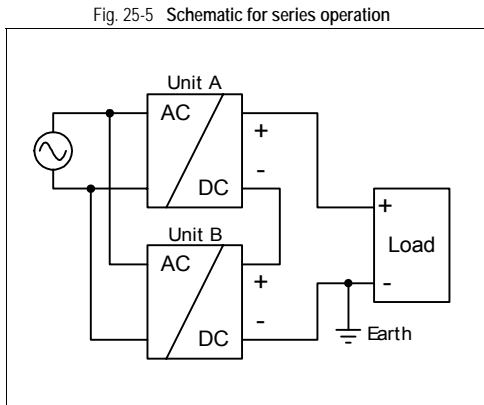 Fig. 25-5 Schematic for series operation
Unit A
AC
+
-
DC
Unit B
AC
+
-
DC
+
Load
-
Earth